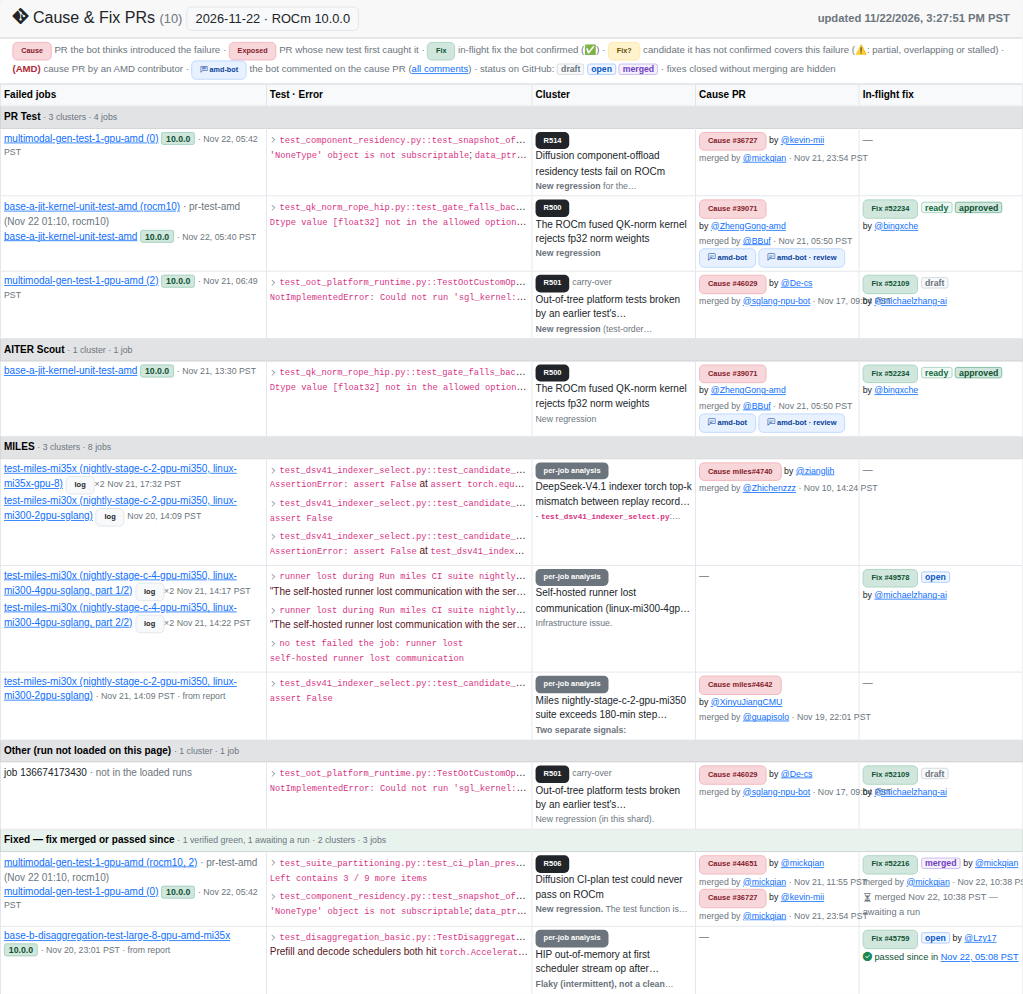 Cause & Fix PRs (10) 2026-11-22 · ROCm 10.0.0 updated 11/22/2026, 3:27:51 PM PST
Cause PR the bot thinks introduced the failure · Exposed PR whose new test first caught it · Fix in-flight fix the bot confirmed (✅) · Fix? candidate it has not confirmed covers this failure (⚠️: partial, overlapping or stalled) ·
(AMD) cause PR by an AMD contributor · amd-bot the bot commented on the cause PR (all comments) · status on GitHub: draft open merged · fixes closed without merging are hidden
Failed jobs Test · Error Cluster Cause PR In-flight fix
PR Test · 3 clusters · 4 jobs
multimodal-gen-test-1-gpu-amd (0) 10.0.0 · Nov 22, 05:42
PST
test_component_residency.py::test_snapshot_of…
'NoneType' object is not subscriptable; data_ptr…
R514
Diffusion component-offload
residency tests fail on ROCm
New regression for the…
Cause #36727 by @kevin-mii
merged by @mickqian · Nov 21, 23:54 PST
—
base-a-jit-kernel-unit-test-amd (rocm10) · pr-test-amd
(Nov 22 01:10, rocm10)
base-a-jit-kernel-unit-test-amd 10.0.0 · Nov 22, 05:40 PST
test_qk_norm_rope_hip.py::test_gate_falls_bac…
Dtype value [float32] not in the allowed option…
R500
The ROCm fused QK-norm kernel
rejects fp32 norm weights
New regression
Cause #39071
by @ZhengGong-amd
merged by @BBuf · Nov 21, 05:50 PST
amd-bot amd-bot · review
Fix #52234 ready approved
by @bingxche
multimodal-gen-test-1-gpu-amd (2) 10.0.0 · Nov 21, 06:49
PST
test_oot_platform_runtime.py::TestOotCustomOp…
NotImplementedError: Could not run 'sgl_kernel:…
R501 carry-over
Out-of-tree platform tests broken
by an earlier test's…
New regression (test-order…
Cause #46029 by @De-cs
merged by @sglang-npu-bot · Nov 17, 09: PST
Fix #52109 draft
by @michaelzhang-ai
AITER Scout · 1 cluster · 1 job
base-a-jit-kernel-unit-test-amd 10.0.0 · Nov 21, 13:30 PST
test_qk_norm_rope_hip.py::test_gate_falls_bac…
Dtype value [float32] not in the allowed option…
R500
The ROCm fused QK-norm kernel
rejects fp32 norm weights
New regression
Cause #39071
by @ZhengGong-amd
merged by @BBuf · Nov 21, 05:50 PST
amd-bot amd-bot · review
Fix #52234 ready approved
by @bingxche
MILES · 3 clusters · 8 jobs
test-miles-mi35x (nightly-stage-c-2-gpu-mi350, linux-
mi35x-gpu-8) log ×2 Nov 21, 17:32 PST
test-miles-mi30x (nightly-stage-c-2-gpu-mi350, linux-
mi300-2gpu-sglang) log Nov 20, 14:09 PST
test_dsv41_indexer_select.py::test_candidate_…
AssertionError: assert False at assert torch.equ…
test_dsv41_indexer_select.py::test_candidate_…
assert False
test_dsv41_indexer_select.py::test_candidate_…
AssertionError: assert False at test_dsv41_index…
per-job analysis
DeepSeek-V4.1 indexer torch top-k
mismatch between replay record…
- test_dsv41_indexer_select.py:…
Cause miles#4740 by @zianglih
merged by @Zhichenzzz · Nov 10, 14:24 PST
—
test-miles-mi30x (nightly-stage-c-4-gpu-mi350, linux-
mi300-4gpu-sglang, part 1/2) log ×2 Nov 21, 14:17 PST
test-miles-mi30x (nightly-stage-c-4-gpu-mi350, linux-
mi300-4gpu-sglang, part 2/2) log ×2 Nov 21, 14:22 PST
runner lost during Run miles CI suite nightly…
"The self-hosted runner lost communication with the ser…
runner lost during Run miles CI suite nightly…
"The self-hosted runner lost communication with the ser…
no test failed the job: runner lost
self-hosted runner lost communication
per-job analysis
Self-hosted runner lost
communication (linux-mi300-4gp…
Infrastructure issue.
—
Fix #49578 open
by @michaelzhang-ai
test-miles-mi30x (nightly-stage-c-2-gpu-mi350, linux-
mi300-2gpu-sglang) · Nov 21, 14:09 PST · from report
test_dsv41_indexer_select.py::test_candidate_…
assert False
per-job analysis
Miles nightly-stage-c-2-gpu-mi350
suite exceeds 180-min step…
Two separate signals:
Cause miles#4642
by @XinyuJiangCMU
merged by @guapisolo · Nov 19, 22:01 PST
—
Other (run not loaded on this page) · 1 cluster · 1 job
job 136674173430 · not in the loaded runs
test_oot_platform_runtime.py::TestOotCustomOp…
NotImplementedError: Could not run 'sgl_kernel:…
R501 carry-over
Out-of-tree platform tests broken
by an earlier test's…
New regression (in this shard).
Cause #46029 by @De-cs
merged by @sglang-npu-bot · Nov 17, 09: PST
Fix #52109 draft
by @michaelzhang-ai
Fixed — fix merged or passed since · 1 verified green, 1 awaiting a run · 2 clusters · 3 jobs
multimodal-gen-test-1-gpu-amd (rocm10, 2) · pr-test-amd
(Nov 22 01:10, rocm10)
multimodal-gen-test-1-gpu-amd (0) 10.0.0 · Nov 22, 05:42
PST
test_suite_partitioning.py::test_ci_plan_pres…
Left contains 3 / 9 more items
test_component_residency.py::test_snapshot_of…
'NoneType' object is not subscriptable; data_ptr…
R506
Diffusion CI-plan test could never
pass on ROCm
New regression. The test function is…
Cause #44651 by @mickqian
merged by @mickqian · Nov 21, 11:55 PST
Cause #36727 by @kevin-mii
merged by @mickqian · Nov 21, 23:54 PST
Fix #52216 merged by @mickqian
merged by @mickqian · Nov 22, 10:38 PS
⏳ merged Nov 22, 10:38 PM —
awaiting a run
base-b-disaggregation-test-large-8-gpu-amd-mi35x
10.0.0 · Nov 20, 23:01 PST · from report
test_disaggregation_basic.py::TestDisaggregat…
Prefill and decode schedulers both hit torch.Accelerat…
per-job analysis
HIP out-of-memory at first
scheduler stream op after…
Flaky (intermittent), not a clean…
—
Fix #45759 open by @Lzy17
passed since in Nov 22, 05:08 PST